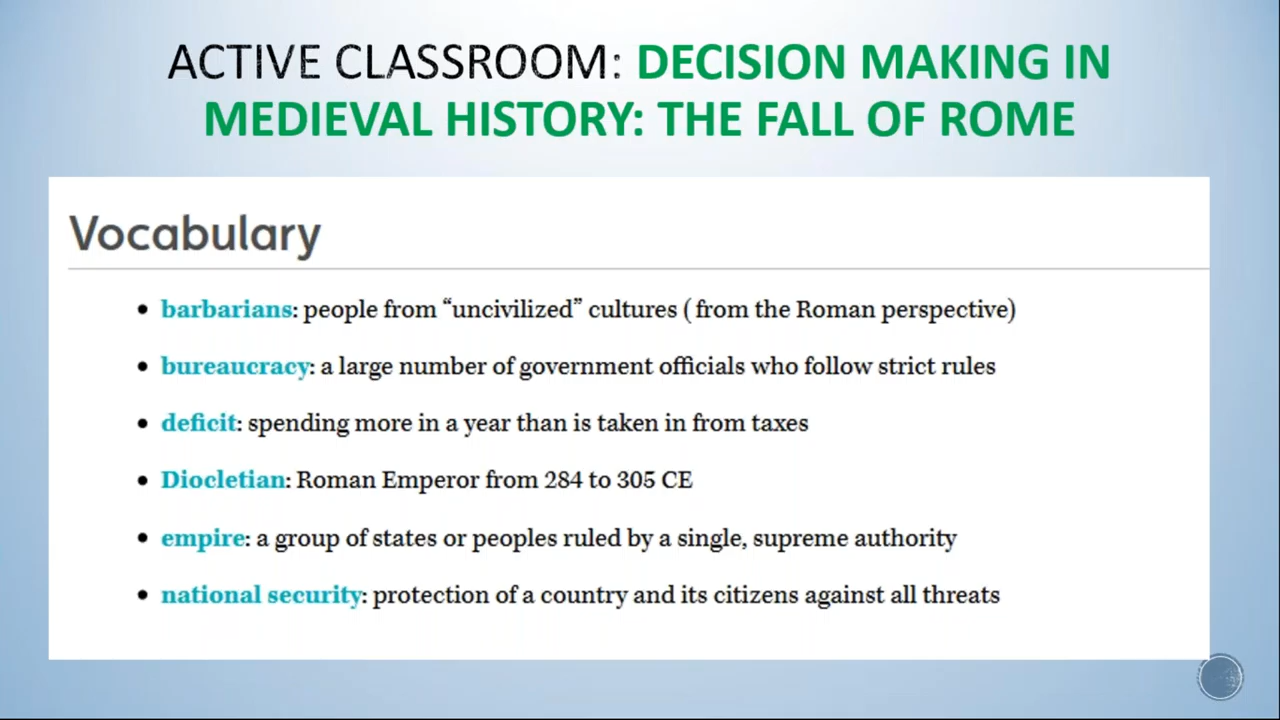 ACTIVE CLASSROOM: DECISION MAKING IN
MEDIEVAL HISTORY: THE FALL OF ROME
Vocabulary
• barbarians: people from “uncivilized” cultures ( from the Roman perspective)
• bureaucracy: a large number of government officials who follow strict rules
• deficit: spending more in a year than is taken in from taxes
• Diocletian: Roman Emperor from 284 to 305 CE
• empire: a group of states or peoples ruled by a single, supreme authority
• national security: protection of a country and its citizens against all threats